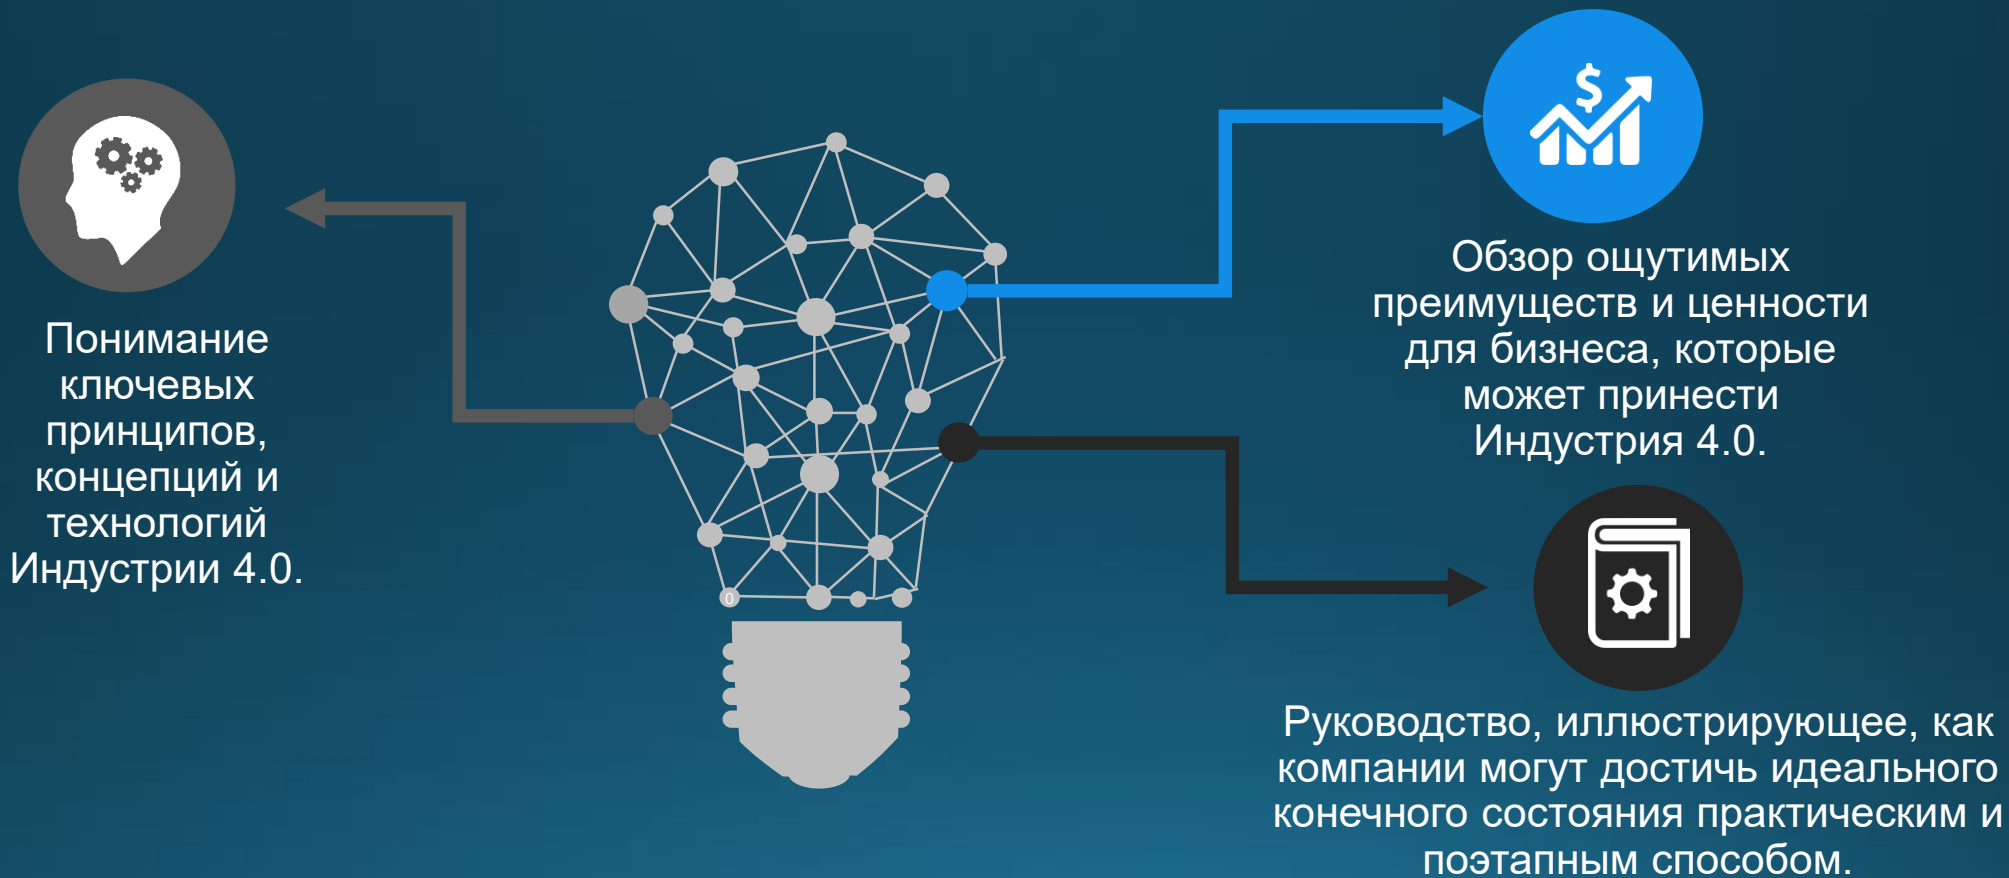 Понимание
ключевых
принципов,
концепций и
технологий
Индустрии 4.0.
Обзор ощутимых
преимуществ и ценности
для бизнеса, которые
может принести
Индустрия 4.0.
Руководство, иллюстрирующее, как
компании могут достичь идеального
конечного состояния практическим и
поэтапным способом.
0
$